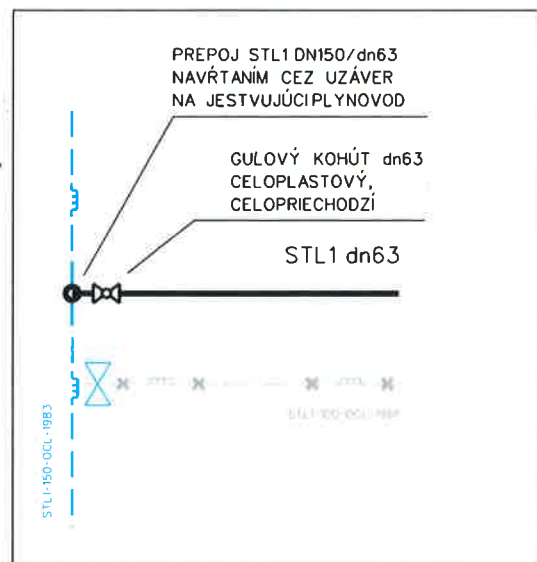 PREPOJ STL1 DN150/dn63
NAVŔTANÍM CEZ UZÁVER
NA JESTVUJÚCI PLYNOVOD
GUĽOVÝ KOHÚT dn63
CELOPLASTOVÝ,
CELOPRIECHODZÍ
STL1 dn63
STL1-150-OCL-1983